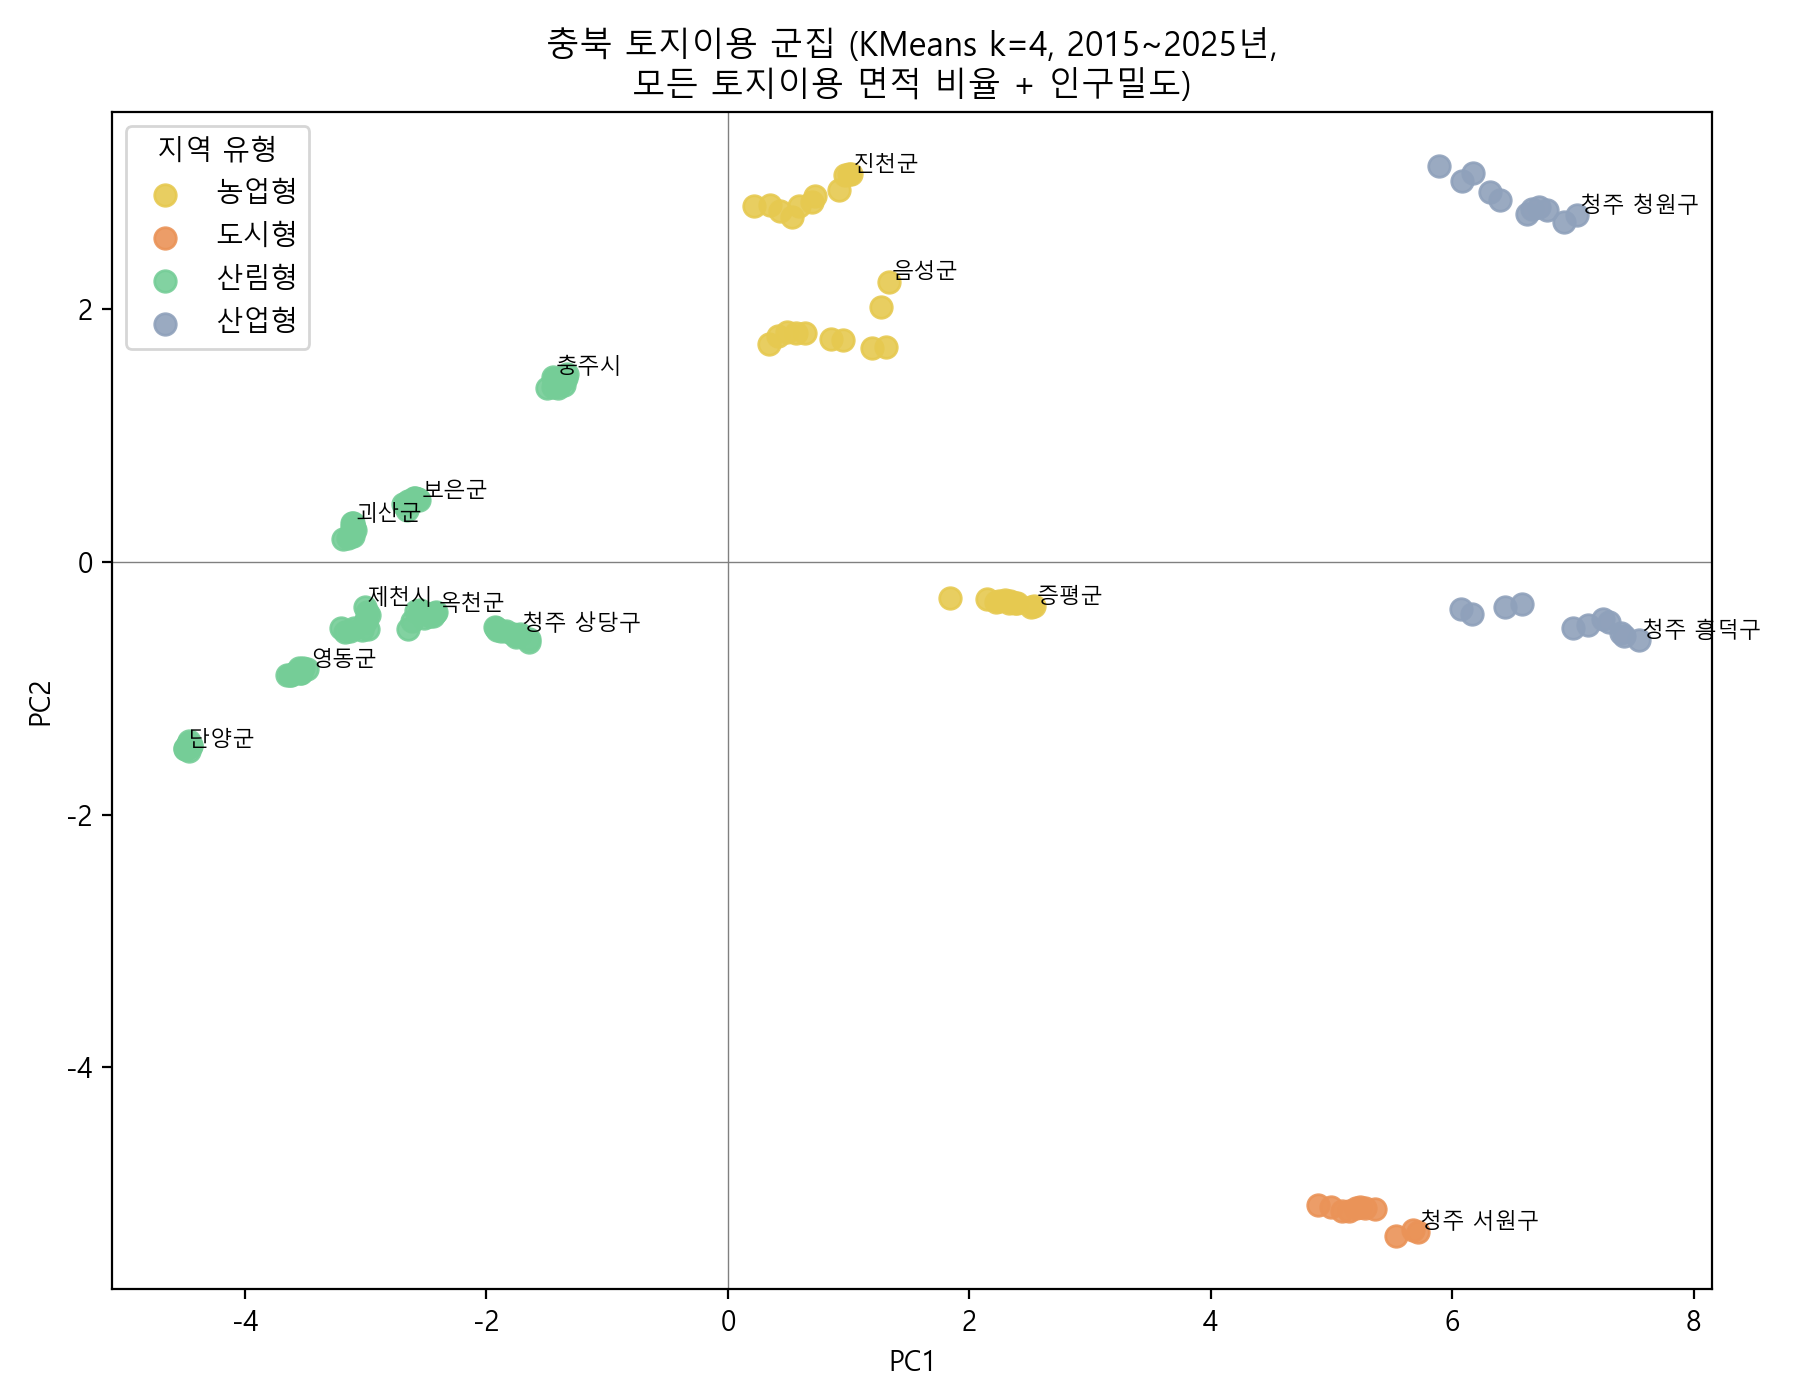 충북 토지이용 군집 (KMeans k=4, 2015~2025년,
모든 토지이용 면적 비율 + 인구밀도)
지역 유형
농업형
도시형
산림형
산업형
진천군
청주 청원구
음성군
충주시
보은군
괴산군
제천시
옥천군
증평군
청주 상당구
청주 흥덕구
영동군
단양군
청주 서원구
2
0
-2
-4
PC2
-4
-2
0
2
4
6
8
PC1